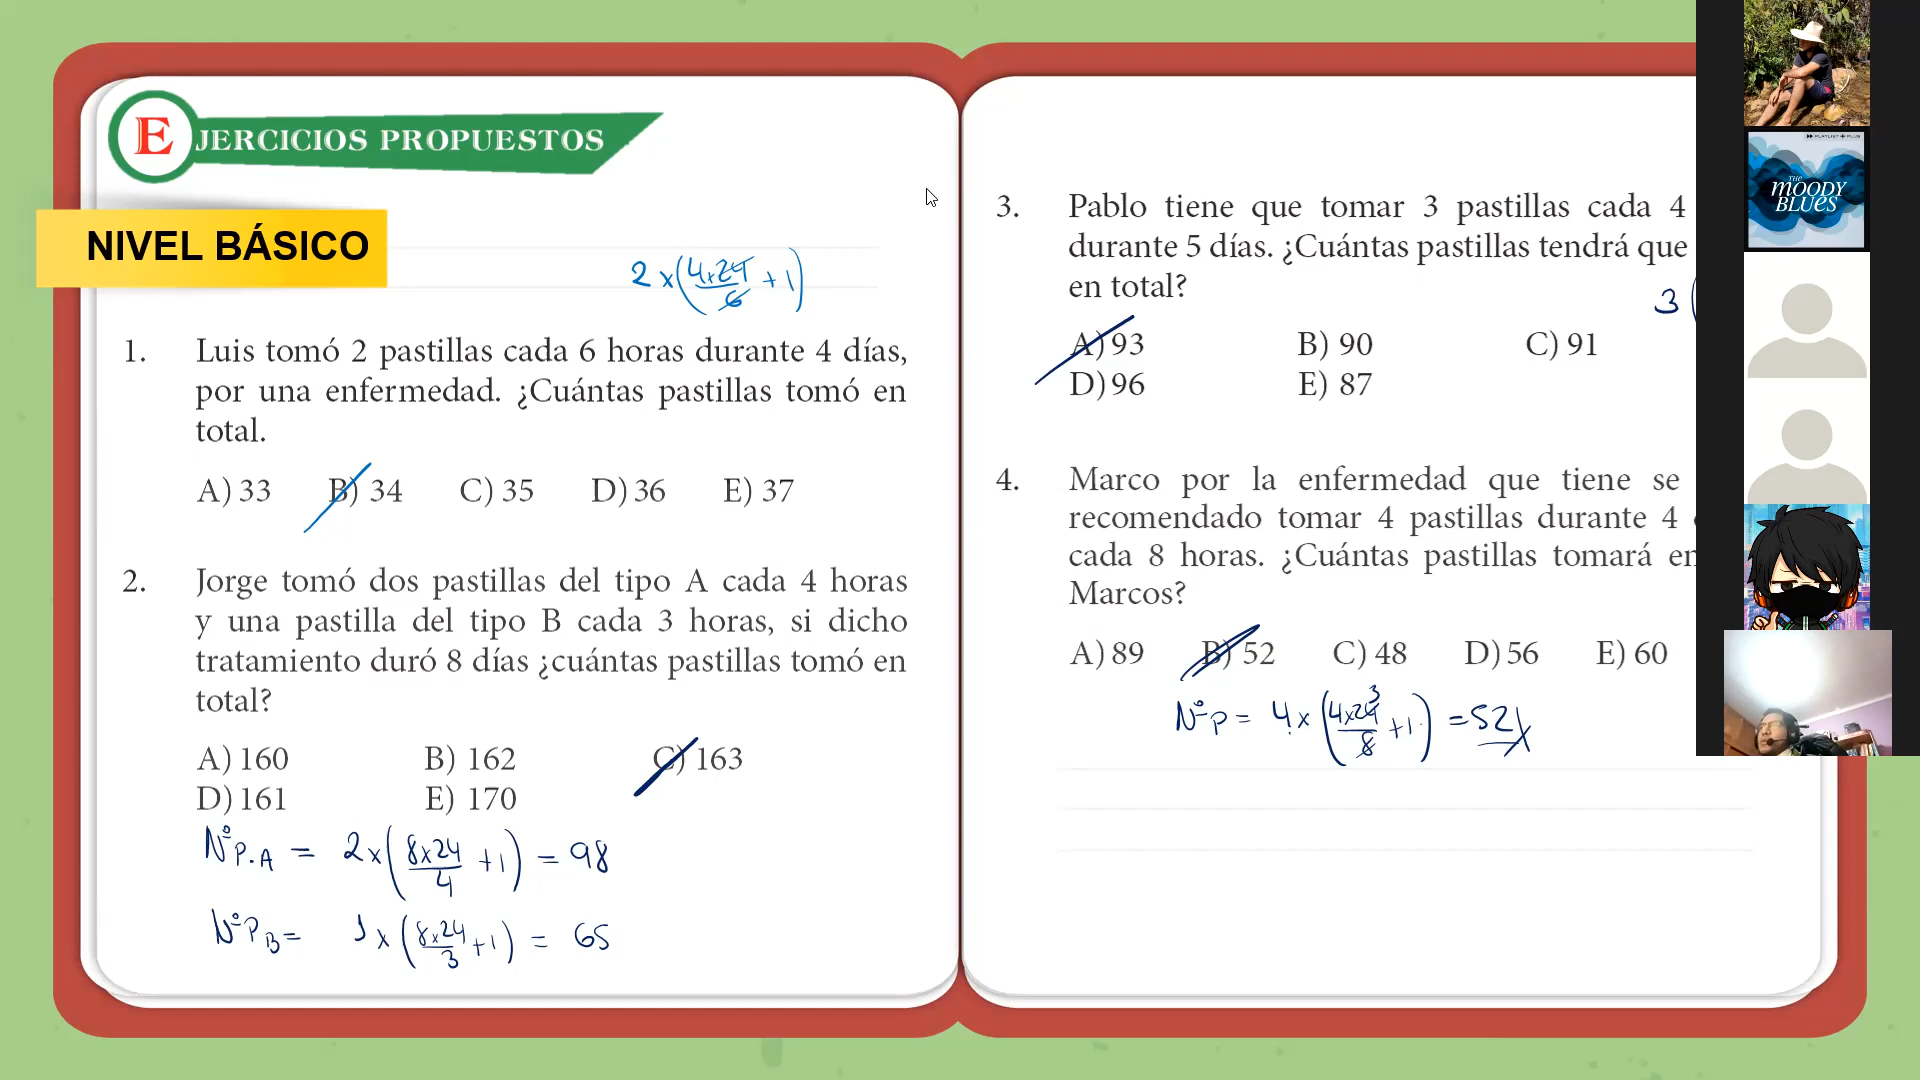 EJERCICIOS PROPUESTOS
NIVEL BÁSICO
2 x (4x24/6 + 1)
1. Luis tomó 2 pastillas cada 6 horas durante 4 días,
por una enfermedad. ¿Cuántas pastillas tomó en
total.
A) 33 B) 34 C) 35 D) 36 E) 37
2. Jorge tomó dos pastillas del tipo A cada 4 horas
y una pastilla del tipo B cada 3 horas, si dicho
tratamiento duró 8 días ¿cuántas pastillas tomó en
total?
A) 160 B) 162 C) 163
D) 161 E) 170
N° P.A = 2x (8x24/4 + 1) = 98
N° P B = 1x (8x24/3 + 1) = 65
3. Pablo tiene que tomar 3 pastillas cada 4
durante 5 días. ¿Cuántas pastillas tendrá que
en total?
3 (
A) 93 B) 90 C) 91
D) 96 E) 87
4. Marco por la enfermedad que tiene se
recomendado tomar 4 pastillas durante 4
cada 8 horas. ¿Cuántas pastillas tomará en
Marcos?
A) 89 B) 52 C) 48 D) 56 E) 60
N° P = 4 x (4x24/8 + 1) = 52
3
PLAYLIST + PLUS
THE
MOODY
BLUES